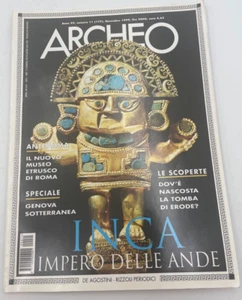 ARCHEO
IL NUOVO
MUSEO
ETRUSCO
DI ROMA
SPECIALE
GENOVA
SOTTERRANEA
LE SCOPERTE
DOV'È
NASCOSTA
LA TOMBA
DI ERODE?
INCA
IMPERO DELLE ANDE
DE AGOSTINI - RIZZOLI PERIODICI